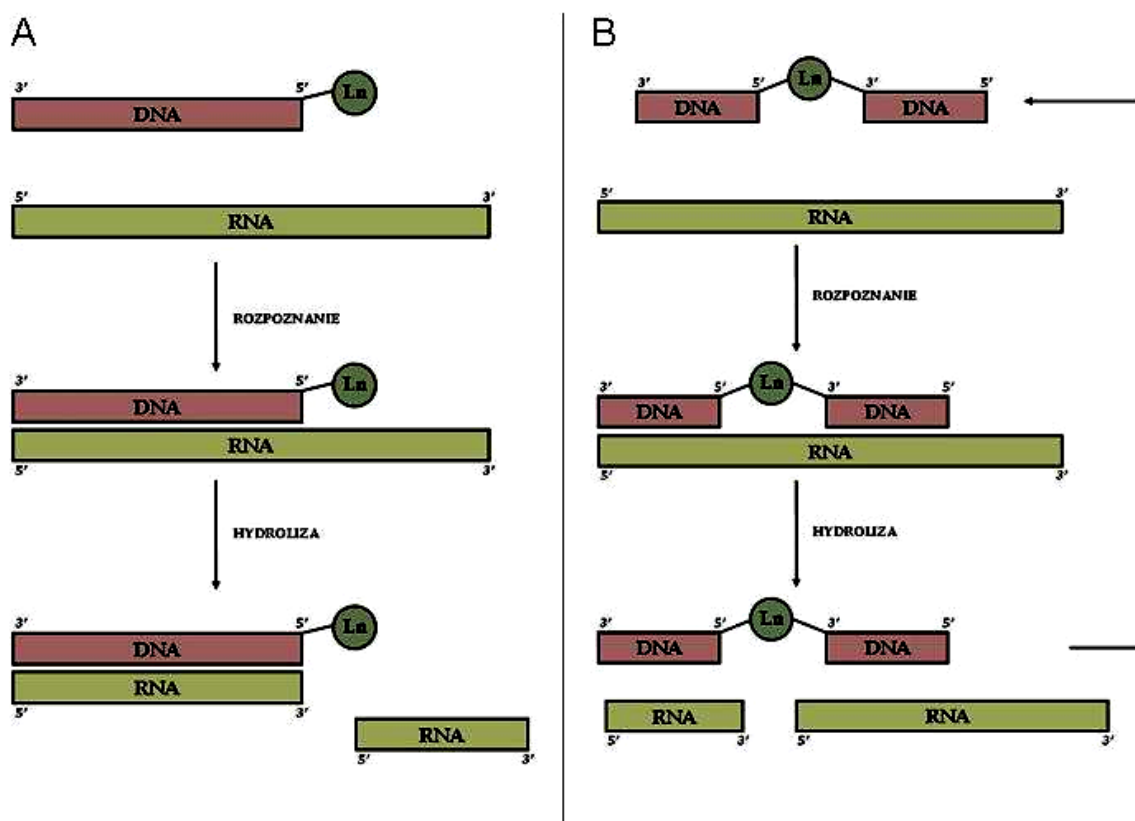 A
3' 5' Ln
DNA
5' 3'
RNA
ROZPOZNANIE
3' 5' Ln
DNA
RNA
5' 3'
HYDROLIZA
3' 5' Ln
DNA
RNA
5' 3'
RNA
5' 3'
B
3' 5' Ln 3' 5'
DNA DNA
5' 3'
RNA
ROZPOZNANIE
3' 5' Ln 3' 5'
DNA DNA
RNA
5' 3'
HYDROLIZA
3' 5' Ln 3' 5'
DNA DNA
RNA RNA
5' 3' 5' 3'